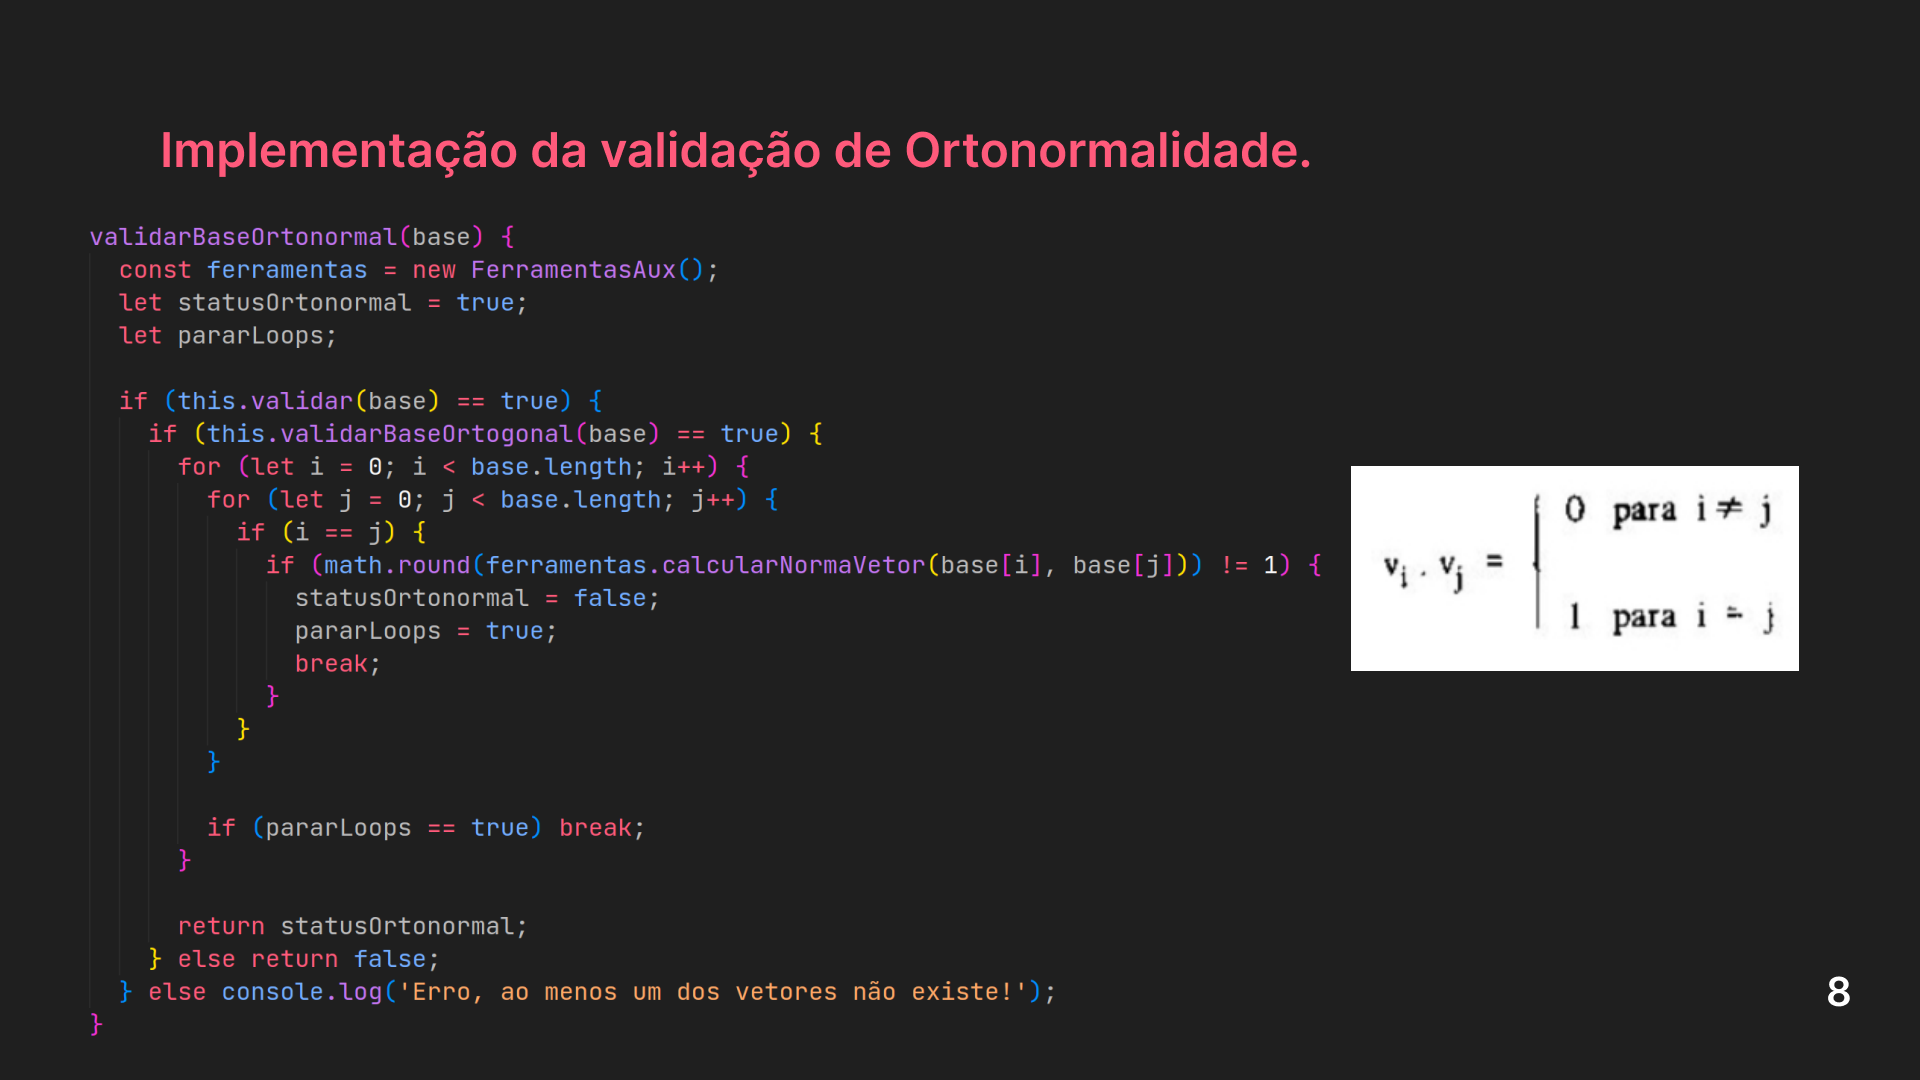 Implementação da validação de Ortonormalidade.
validarBaseOrtonormal(base) {
const ferramentas = new FerramentasAux();
let statusOrtonormal = true;
let pararLoops;
if (this.validar(base) == true) {
if (this.validarBaseOrtogonal(base) == true) {
for (let i = 0; i < base.length; i++) {
for (let j = 0; j < base.length; j++) {
if (i == j) {
if (math.round(ferramentas.calcularNormaVetor(base[i], base[j])) != 1) {
statusOrtonormal = false;
pararLoops = true;
break;
}
}
}
if (pararLoops == true) break;
}
return statusOrtonormal;
} else return false;
} else console.log('Erro, ao menos um dos vetores não existe!');
}
0 para i ≠ j
vi . vj =
1 para i = j
8